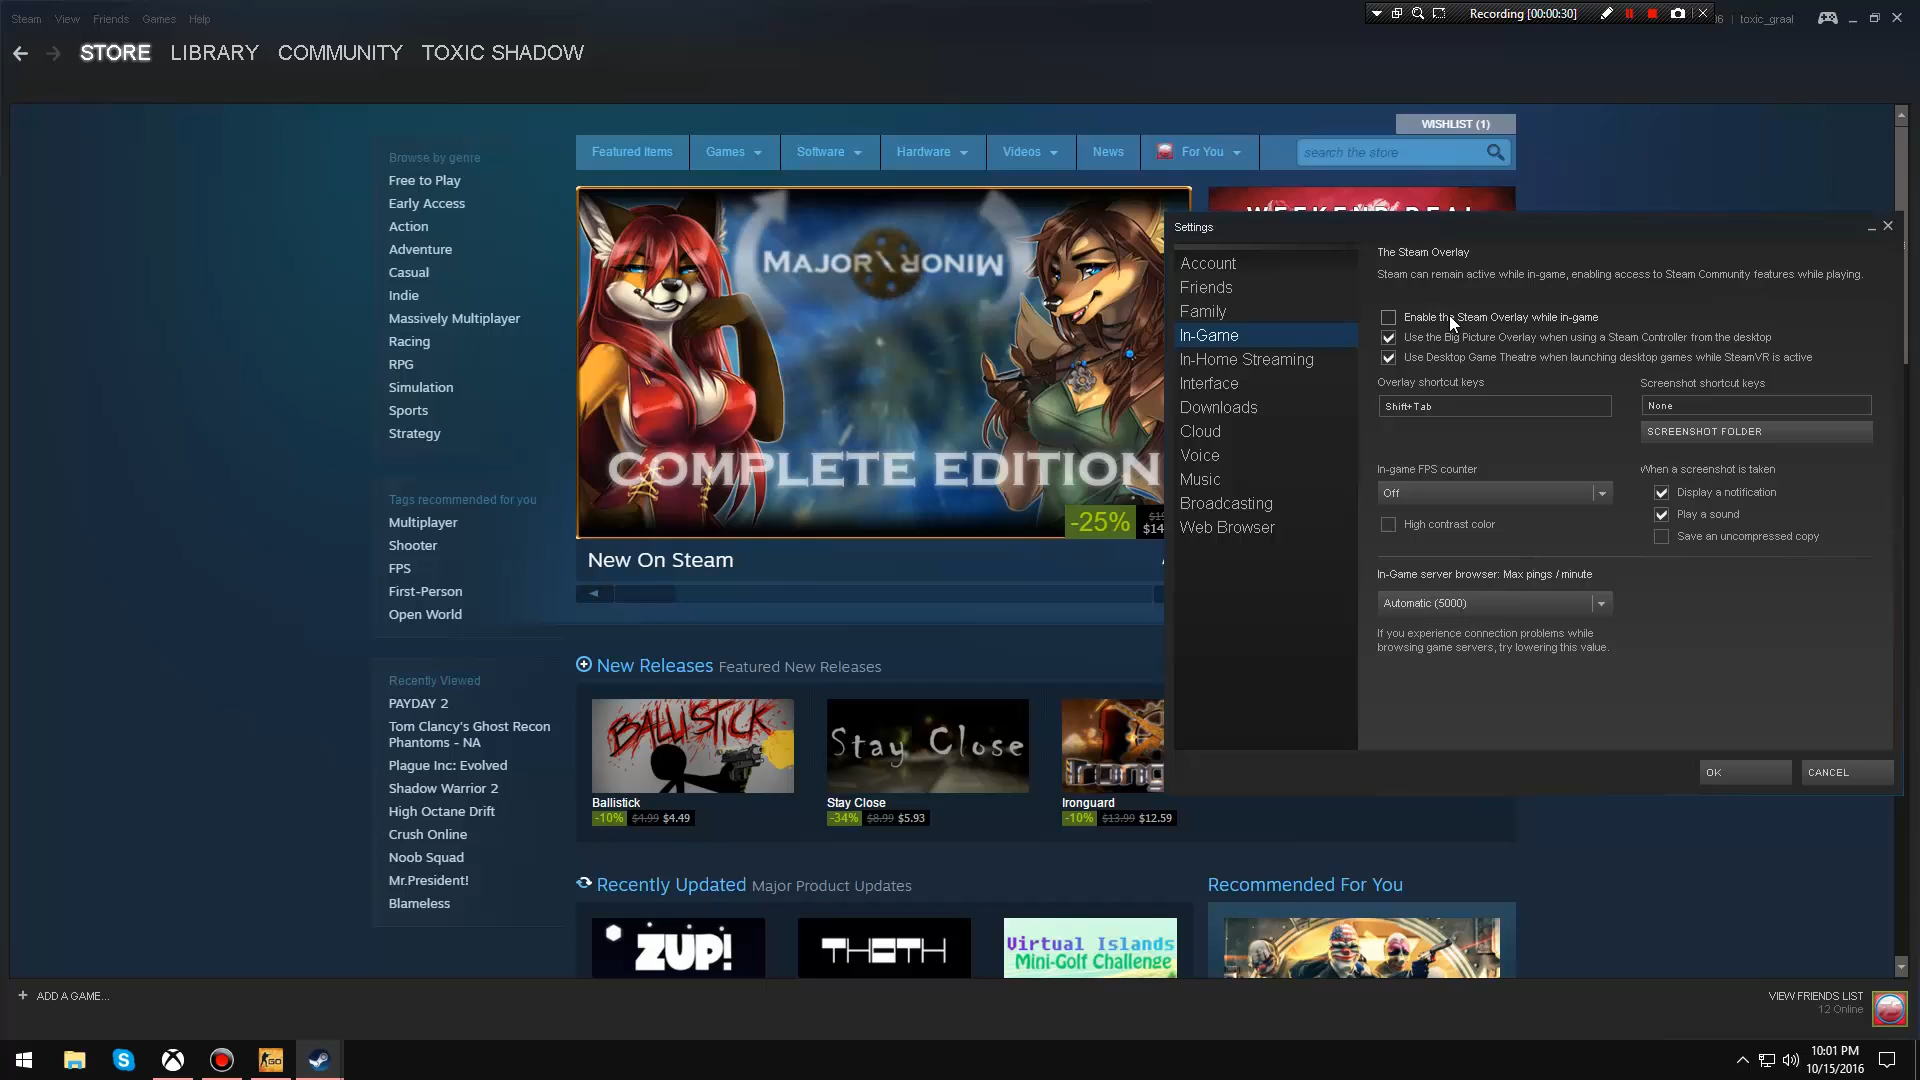 Steam View Friends Games Help
Recording [00:00:30]
toxic_graal
STORE LIBRARY COMMUNITY TOXIC SHADOW
WISHLIST (1)
Featured Items Games Software Hardware Videos News For You search the store
Browse by genre
Free to Play
Early Access
Action
Adventure
Casual
Indie
Massively Multiplayer
Racing
RPG
Simulation
Sports
Strategy
Tags recommended for you
Multiplayer
Shooter
FPS
First-Person
Open World
Recently Viewed
PAYDAY 2
Tom Clancy's Ghost Recon
Phantoms - NA
Plague Inc: Evolved
Shadow Warrior 2
High Octane Drift
Crush Online
Noob Squad
Mr.President!
Blameless
MAJOR\MINOR
COMPLETE EDITION
-25%
$14
New On Steam
WEEKEND DEAL
Settings
Account
Friends
Family
In-Game
In-Home Streaming
Interface
Downloads
Cloud
Voice
Music
Broadcasting
Web Browser
The Steam Overlay
Steam can remain active while in-game, enabling access to Steam Community features while playing.
Enable the Steam Overlay while in-game
Use the Big Picture Overlay when using a Steam Controller from the desktop
Use Desktop Game Theatre when launching desktop games while SteamVR is active
Overlay shortcut keys
Shift+Tab
Screenshot shortcut keys
None
SCREENSHOT FOLDER
In-game FPS counter
Off
High contrast color
When a screenshot is taken
Display a notification
Play a sound
Save an uncompressed copy
In-Game server browser: Max pings / minute
Automatic (5000)
If you experience connection problems while
browsing game servers, try lowering this value.
OK CANCEL
New Releases Featured New Releases
BALLISTICK
Ballistick
-10% $4.99 $4.49
Stay Close
Stay Close
-34% $8.99 $5.93
Ironguard
-10% $13.99 $12.59
Recently Updated Major Product Updates
ZUP!
THOTH
Virtual Islands
Mini-Golf Challenge
Recommended For You
+ ADD A GAME...
VIEW FRIENDS LIST
12 Online
GO
10:01 PM
10/15/2016